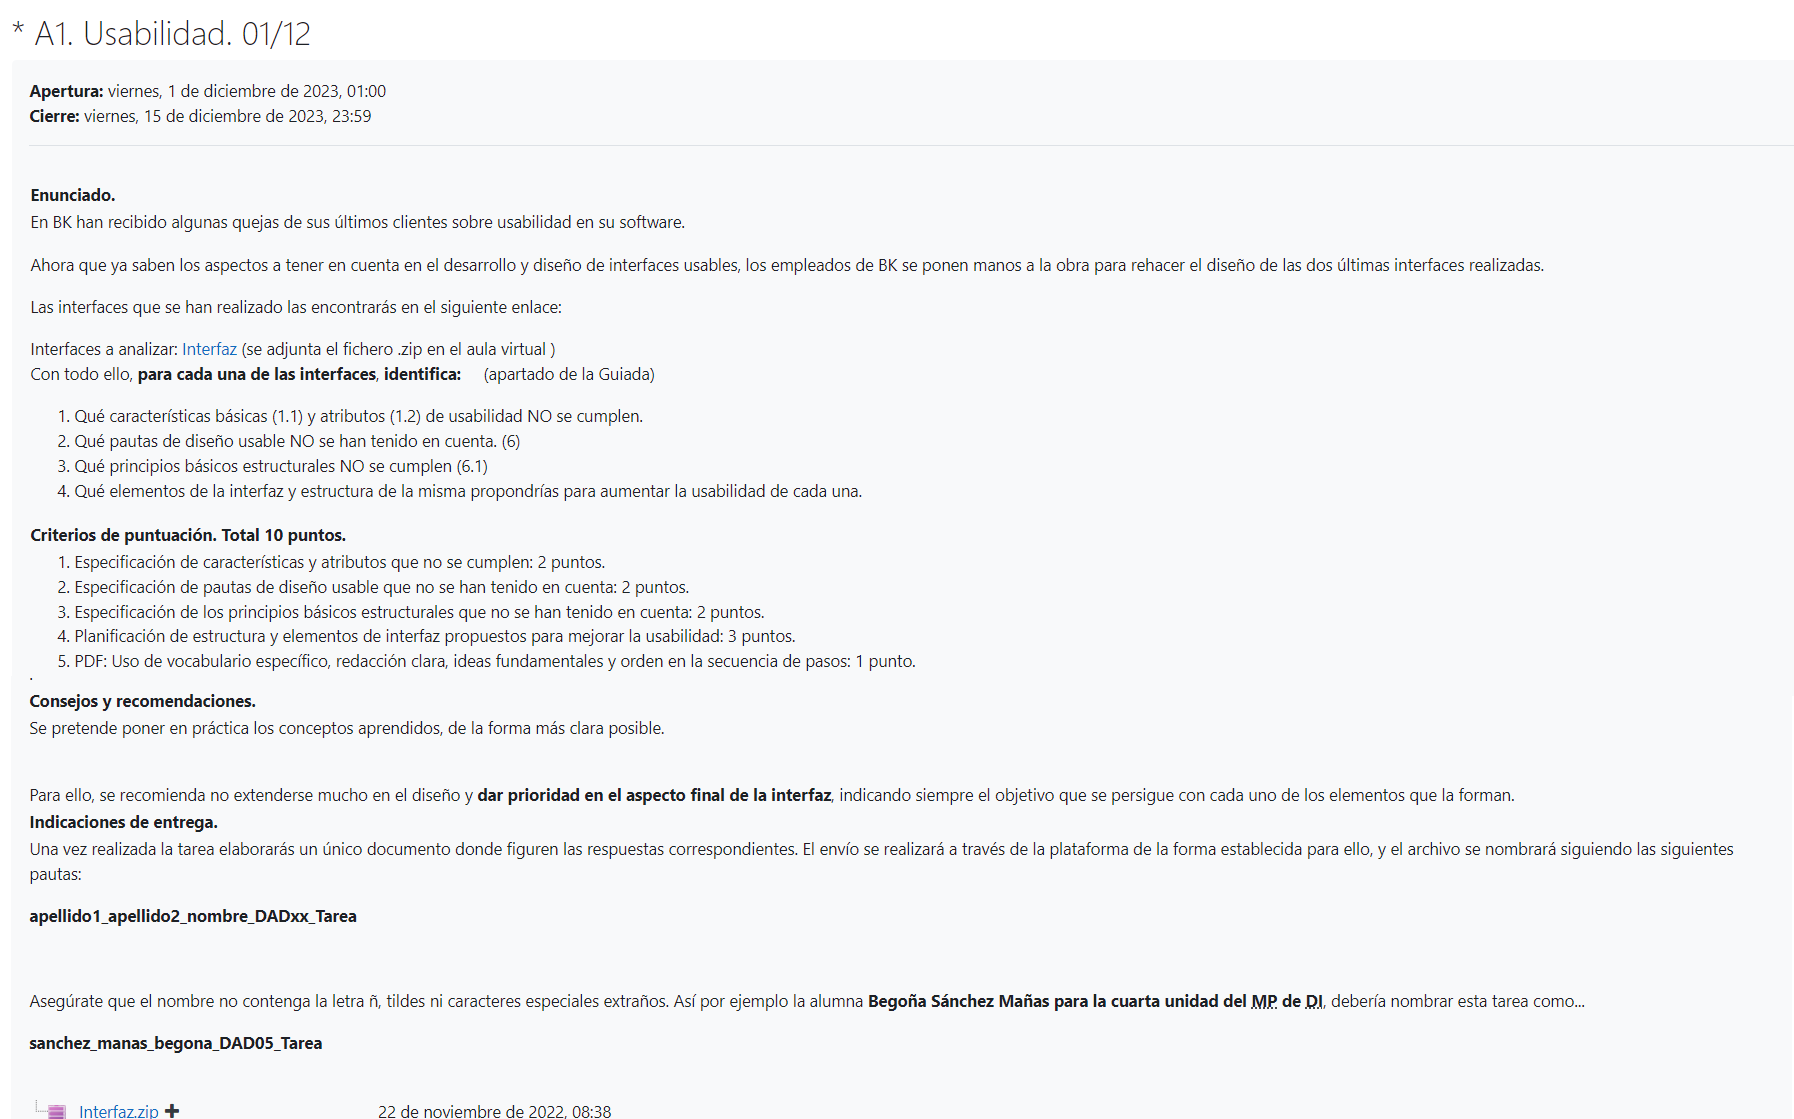 * A1. Usabilidad. 01/12
Apertura: viernes, 1 de diciembre de 2023, 01:00
Cierre: viernes, 15 de diciembre de 2023, 23:59
Enunciado.
En BK han recibido algunas quejas de sus últimos clientes sobre usabilidad en su software.
Ahora que ya saben los aspectos a tener en cuenta en el desarrollo y diseño de interfaces usables, los empleados de BK se ponen manos a la obra para rehacer el diseño de las dos últimas interfaces realizadas.
Las interfaces que se han realizado las encontrarás en el siguiente enlace:
Interfaces a analizar: Interfaz (se adjunta el fichero .zip en el aula virtual )
Con todo ello, para cada una de las interfaces, identifica: (apartado de la Guiada)
1. Qué características básicas (1.1) y atributos (1.2) de usabilidad NO se cumplen.
2. Qué pautas de diseño usable NO se han tenido en cuenta. (6)
3. Qué principios básicos estructurales NO se cumplen (6.1)
4. Qué elementos de la interfaz y estructura de la misma propondrías para aumentar la usabilidad de cada una.
Criterios de puntuación. Total 10 puntos.
1. Especificación de características y atributos que no se cumplen: 2 puntos.
2. Especificación de pautas de diseño usable que no se han tenido en cuenta: 2 puntos.
3. Especificación de los principios básicos estructurales que no se han tenido en cuenta: 2 puntos.
4. Planificación de estructura y elementos de interfaz propuestos para mejorar la usabilidad: 3 puntos.
5. PDF: Uso de vocabulario específico, redacción clara, ideas fundamentales y orden en la secuencia de pasos: 1 punto.
.
Consejos y recomendaciones.
Se pretende poner en práctica los conceptos aprendidos, de la forma más clara posible.
Para ello, se recomienda no extenderse mucho en el diseño y dar prioridad en el aspecto final de la interfaz, indicando siempre el objetivo que se persigue con cada uno de los elementos que la forman.
Indicaciones de entrega.
Una vez realizada la tarea elaborarás un único documento donde figuren las respuestas correspondientes. El envío se realizará a través de la plataforma de la forma establecida para ello, y el archivo se nombrará siguiendo las siguientes
pautas:
apellido1_apellido2_nombre_DADxx_Tarea
Asegúrate que el nombre no contenga la letra ñ, tildes ni caracteres especiales extraños. Así por ejemplo la alumna Begoña Sánchez Mañas para la cuarta unidad del MP de DI, debería nombrar esta tarea como...
sanchez_manas_begona_DAD05_Tarea
Interfaz.zip 22 de noviembre de 2022, 08:38